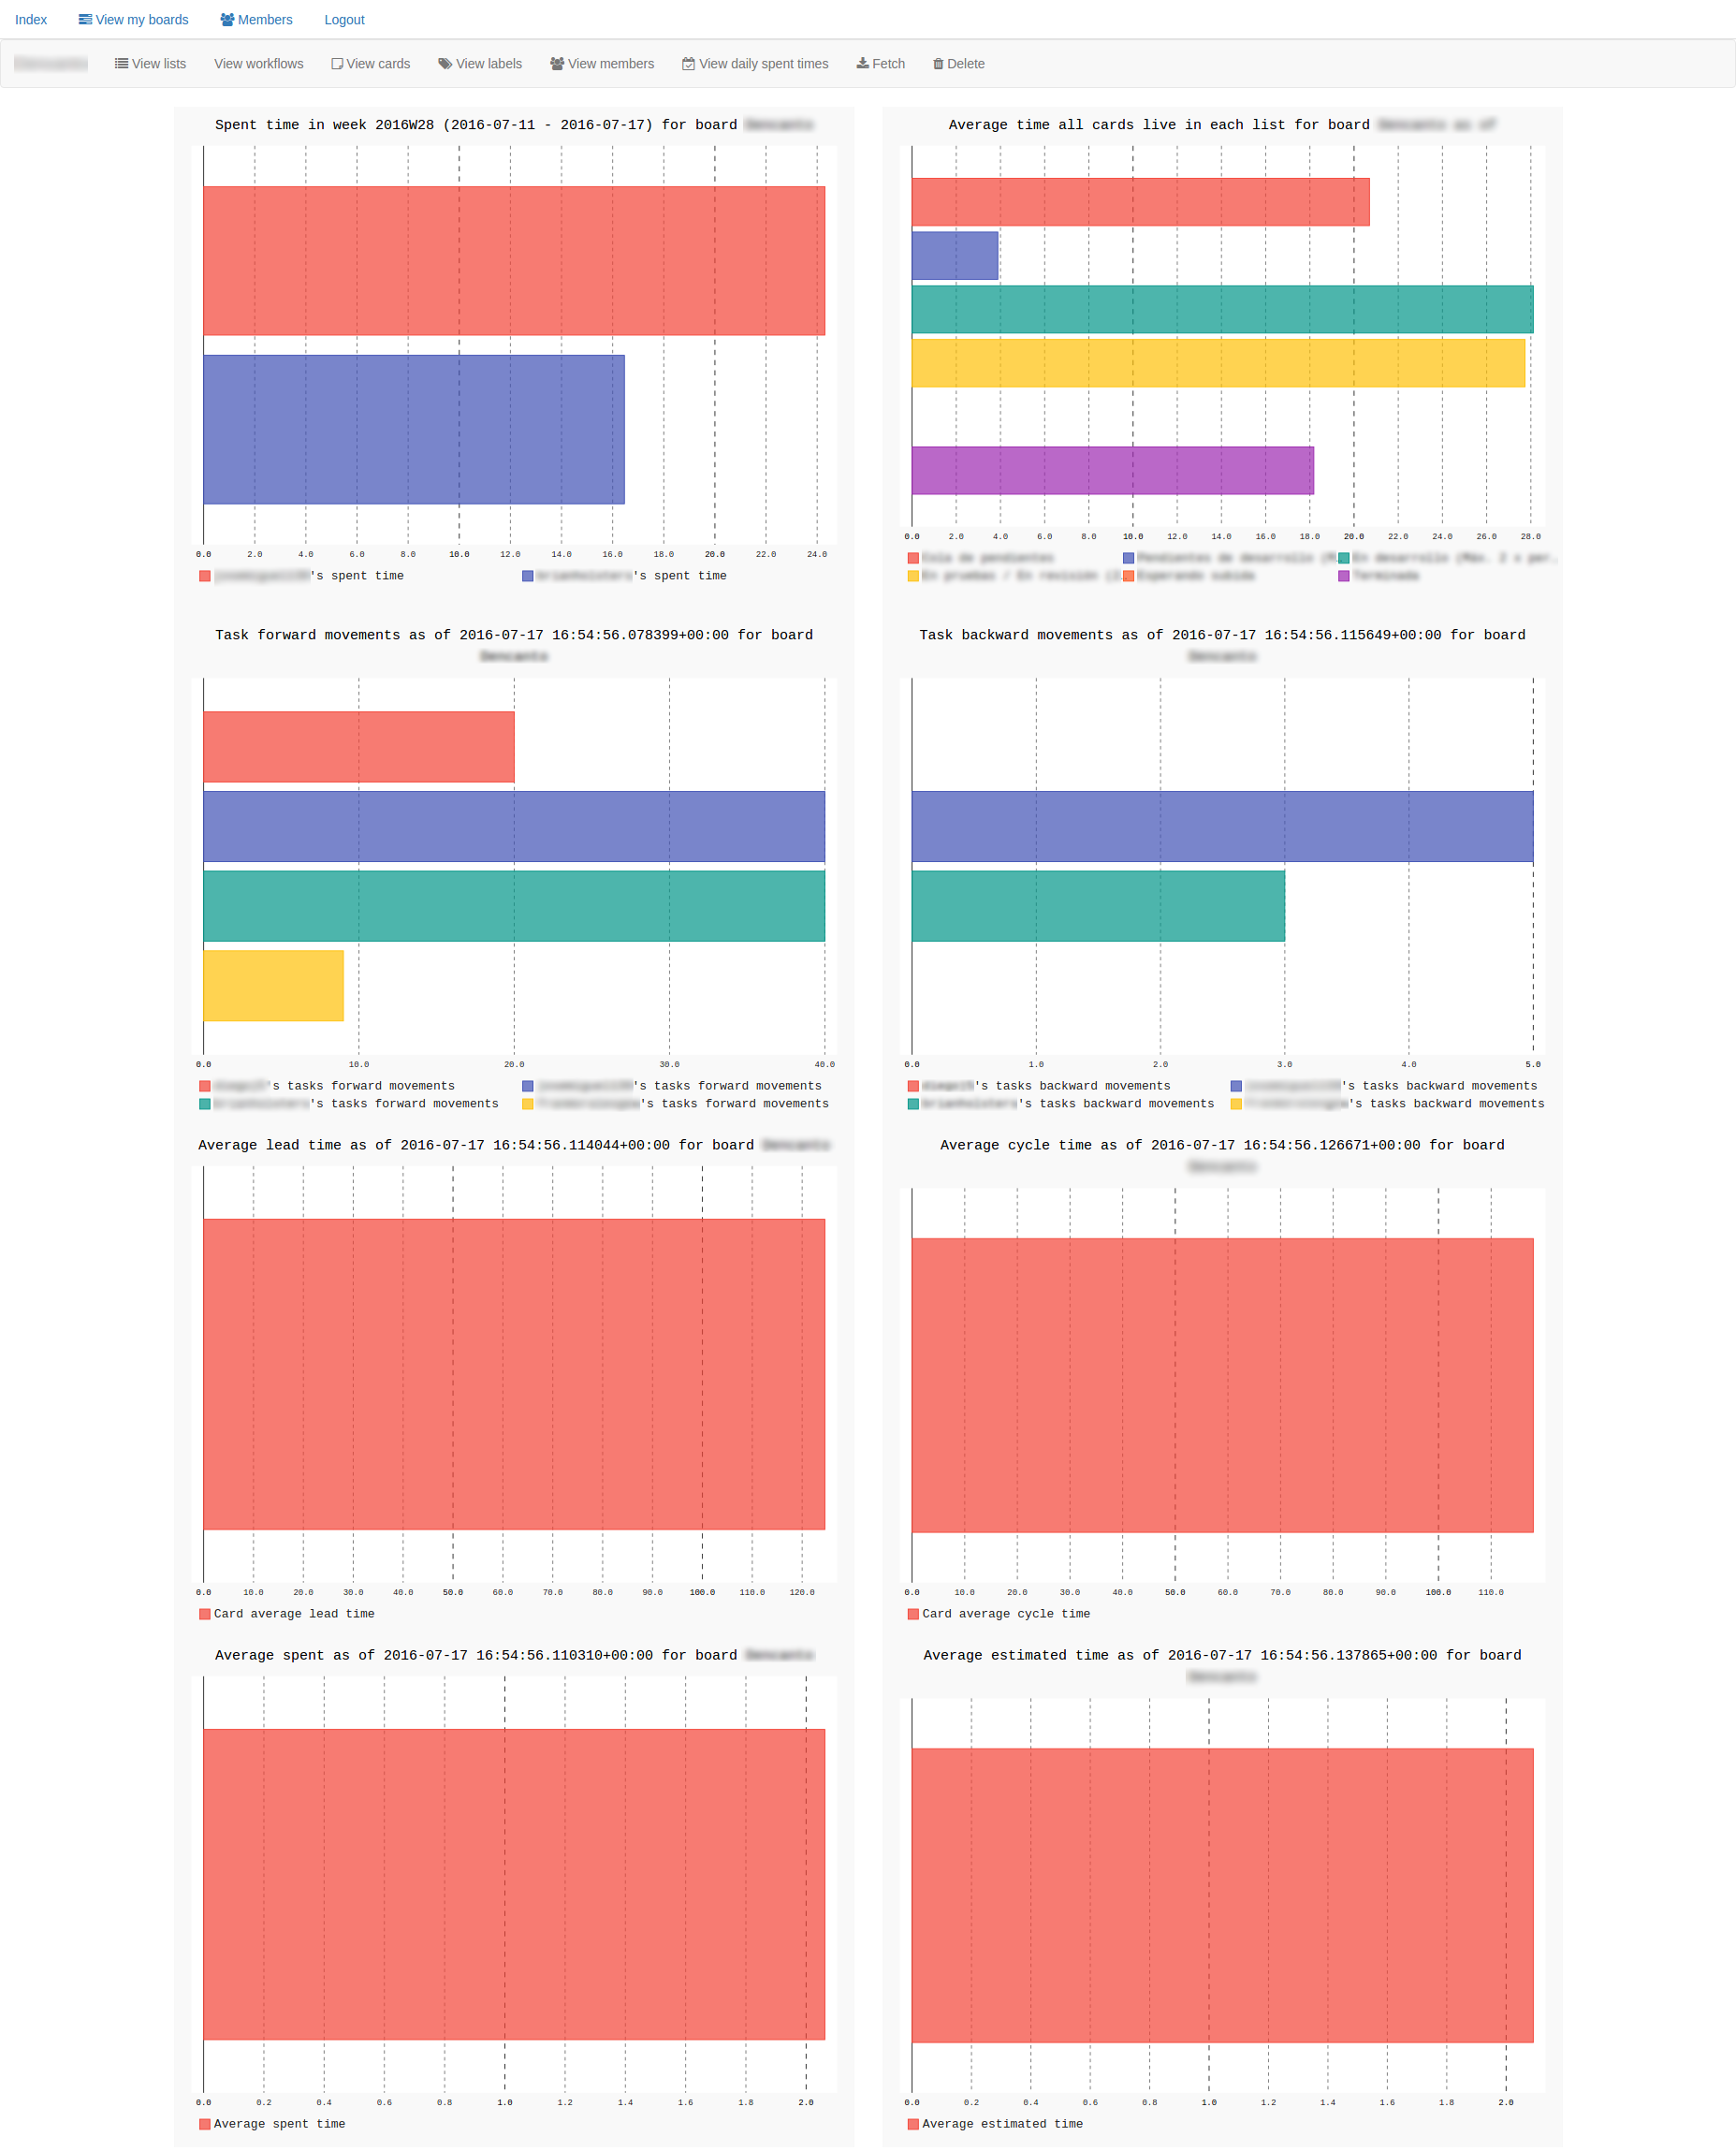 Index View my boards Members Logout
View lists View workflows View cards View labels View members View daily spent times Fetch Delete
Spent time in week 2016W28 (2016-07-11 - 2016-07-17) for board
0.0 2.0 4.0 6.0 8.0 10.0 12.0 14.0 16.0 18.0 20.0 22.0 24.0
's spent time 's spent time
Average time all cards live in each list for board
0.0 2.0 4.0 6.0 8.0 10.0 12.0 14.0 16.0 18.0 20.0 22.0 24.0 26.0 28.0
Task forward movements as of 2016-07-17 16:54:56.078399+00:00 for board
0.0 10.0 20.0 30.0 40.0
's tasks forward movements 's tasks forward movements
's tasks forward movements 's tasks forward movements
Task backward movements as of 2016-07-17 16:54:56.115649+00:00 for board
0.0 1.0 2.0 3.0 4.0 5.0
's tasks backward movements 's tasks backward movements
's tasks backward movements 's tasks backward movements
Average lead time as of 2016-07-17 16:54:56.114044+00:00 for board
0.0 10.0 20.0 30.0 40.0 50.0 60.0 70.0 80.0 90.0 100.0 110.0 120.0
Card average lead time
Average cycle time as of 2016-07-17 16:54:56.126671+00:00 for board
0.0 10.0 20.0 30.0 40.0 50.0 60.0 70.0 80.0 90.0 100.0 110.0
Card average cycle time
Average spent as of 2016-07-17 16:54:56.110310+00:00 for board
0.0 0.2 0.4 0.6 0.8 1.0 1.2 1.4 1.6 1.8 2.0
Average spent time
Average estimated time as of 2016-07-17 16:54:56.137865+00:00 for board
0.0 0.2 0.4 0.6 0.8 1.0 1.2 1.4 1.6 1.8 2.0
Average estimated time